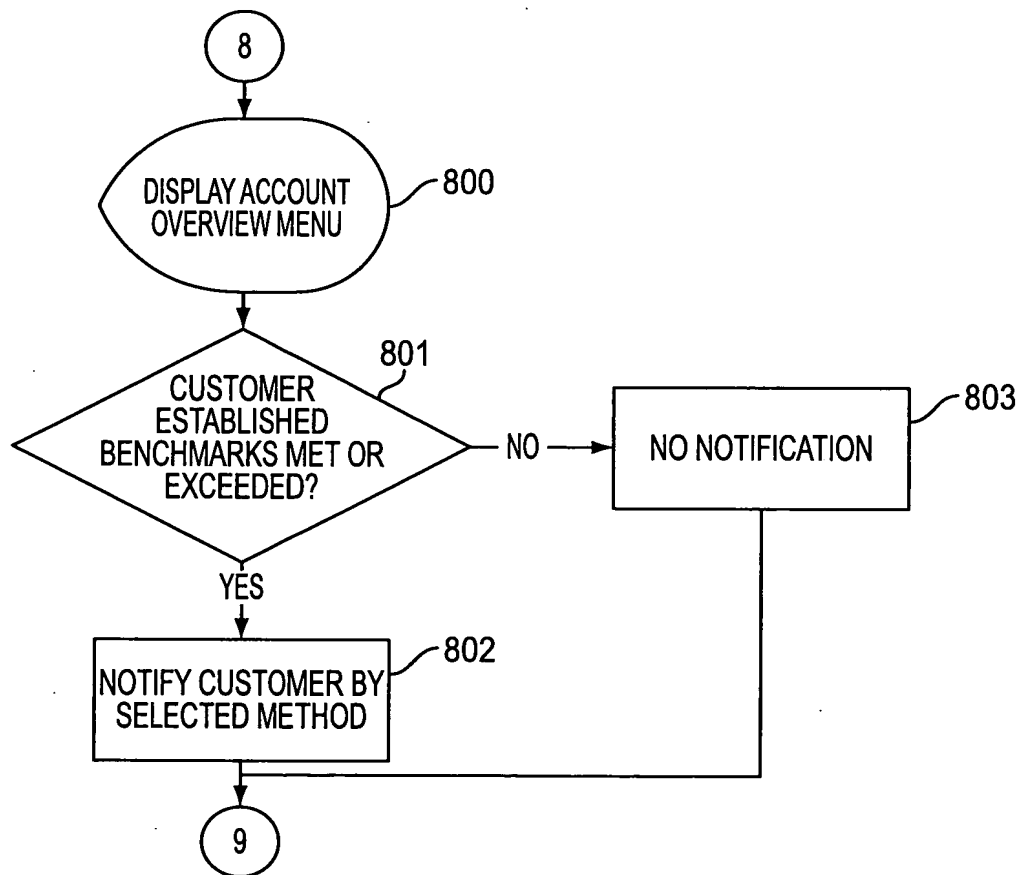 8
DISPLAY ACCOUNT
OVERVIEW MENU
800
CUSTOMER
ESTABLISHED
BENCHMARKS MET OR
EXCEEDED?
801
NO
NO NOTIFICATION
803
YES
NOTIFY CUSTOMER BY
SELECTED METHOD
802
9